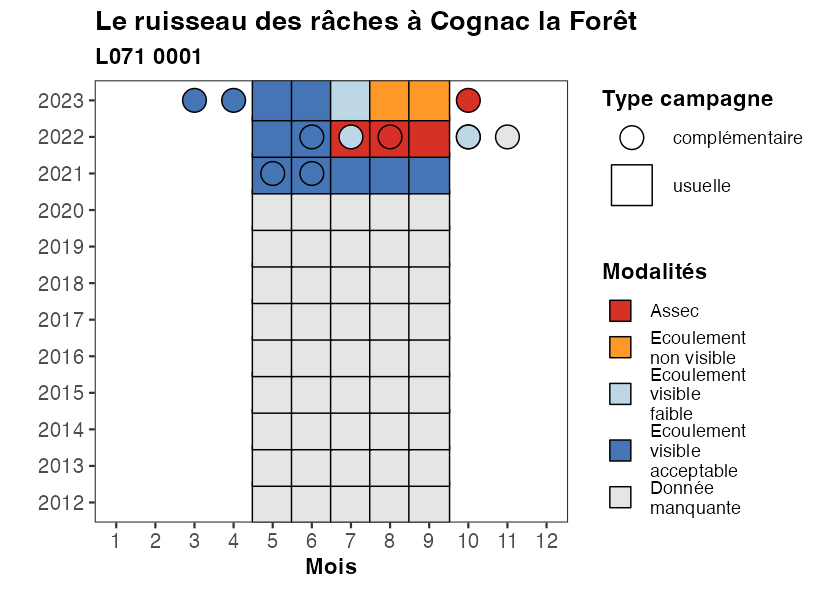 Le ruisseau des râches à Cognac la Forêt
L071 0001
2023
2022
2021
2020
2019
2018
2017
2016
2015
2014
2013
2012
1 2 3 4 5 6 7 8 9 10 11 12
Mois
Type campagne
complémentaire
usuelle
Modalités
Assec
Ecoulement
non visible
Ecoulement
visible
faible
Ecoulement
visible
acceptable
Donnée
manquante